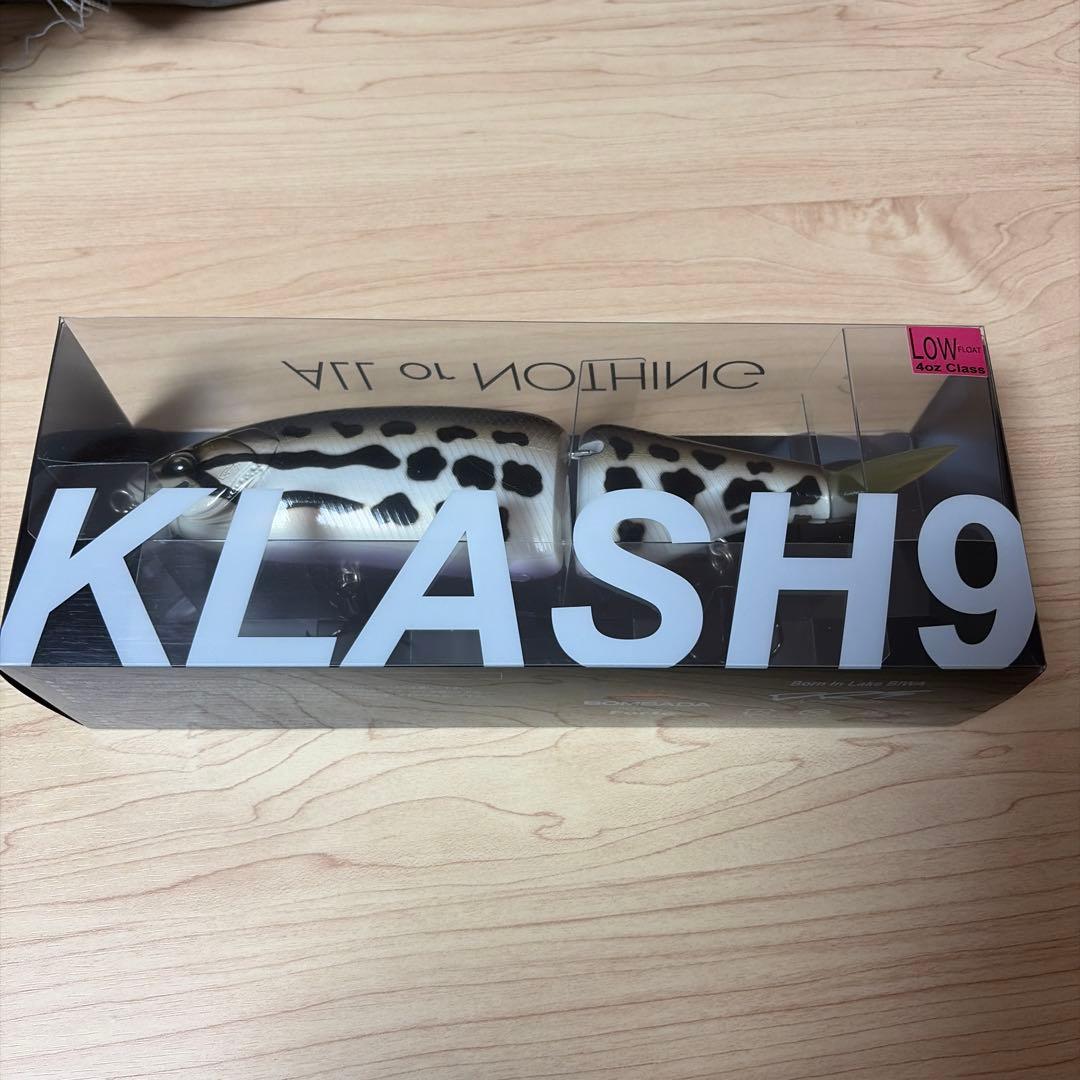 ALL or NOTHING
LOW FLOAT
4oz Class
KLASH9
Born in Lake BIWA